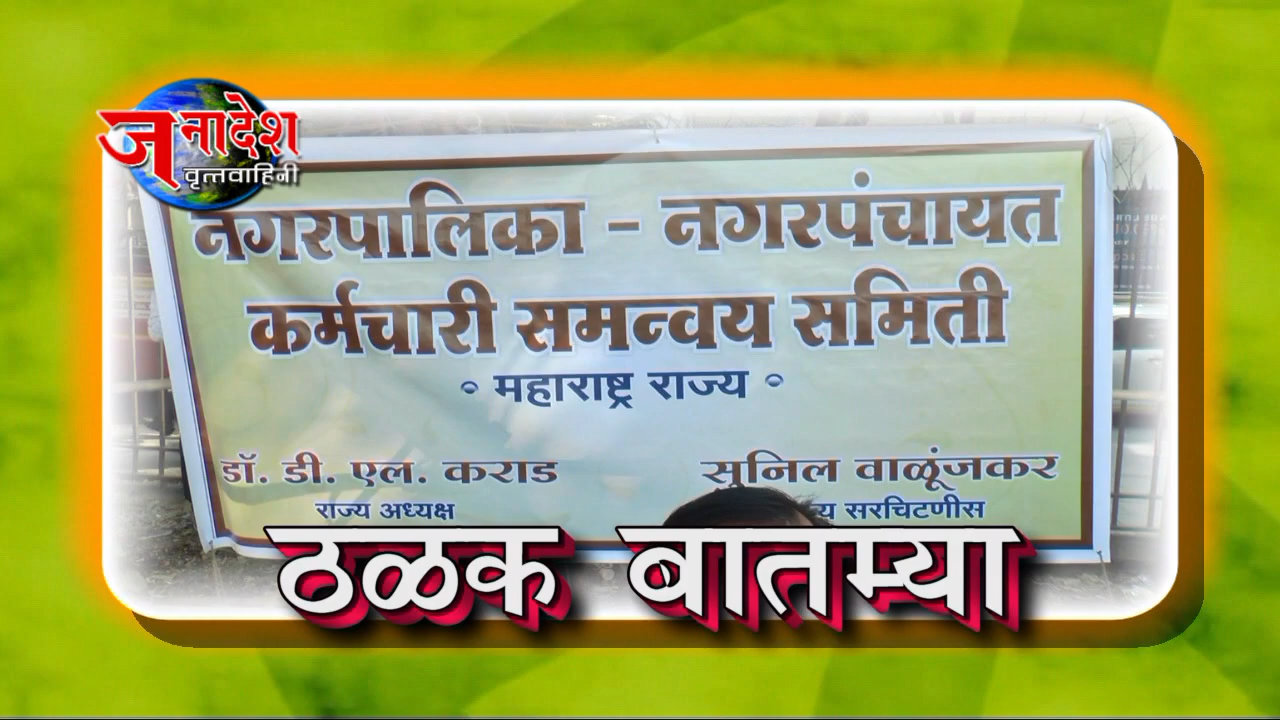 जनादेश
वृत्तवाहिनी
नगरपालिका - नगरपंचायत
कर्मचारी समन्वय समिती
महाराष्ट्र राज्य
डॉ. डी. एल. कराड
सुनिल वाळूंजकर
राज्य अध्यक्ष
सरचिटणीस
ठळक बातम्या